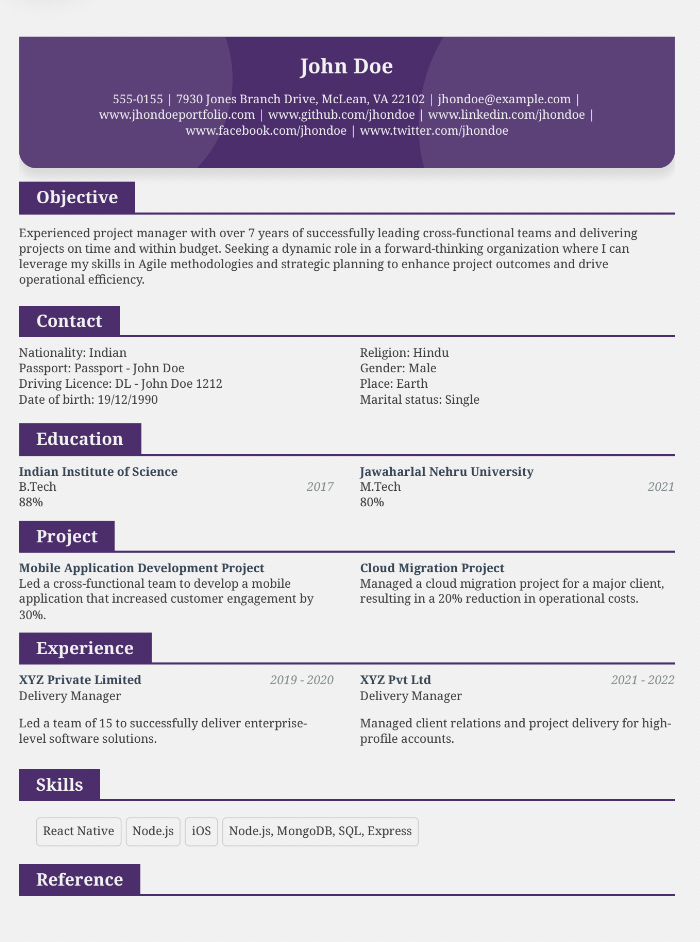 John Doe
555-0155 | 7930 Jones Branch Drive, McLean, VA 22102 | jhondoe@example.com |
www.jhondoeportfolio.com | www.github.com/jhondoe | www.linkedin.com/jhondoe |
www.facebook.com/jhondoe | www.twitter.com/jhondoe
Objective
Experienced project manager with over 7 years of successfully leading cross-functional teams and delivering
projects on time and within budget. Seeking a dynamic role in a forward-thinking organization where I can
leverage my skills in Agile methodologies and strategic planning to enhance project outcomes and drive
operational efficiency.
Contact
Nationality: Indian
Passport: Passport - John Doe
Driving Licence: DL - John Doe 1212
Date of birth: 19/12/1990
Religion: Hindu
Gender: Male
Place: Earth
Marital status: Single
Education
Indian Institute of Science
B.Tech 2017
88%
Jawaharlal Nehru University
M.Tech 2021
80%
Project
Mobile Application Development Project
Led a cross-functional team to develop a mobile
application that increased customer engagement by
30%.
Cloud Migration Project
Managed a cloud migration project for a major client,
resulting in a 20% reduction in operational costs.
Experience
XYZ Private Limited 2019 - 2020
Delivery Manager
Led a team of 15 to successfully deliver enterprise-
level software solutions.
XYZ Pvt Ltd 2021 - 2022
Delivery Manager
Managed client relations and project delivery for high-
profile accounts.
Skills
React Native Node.js iOS Node.js, MongoDB, SQL, Express
Reference